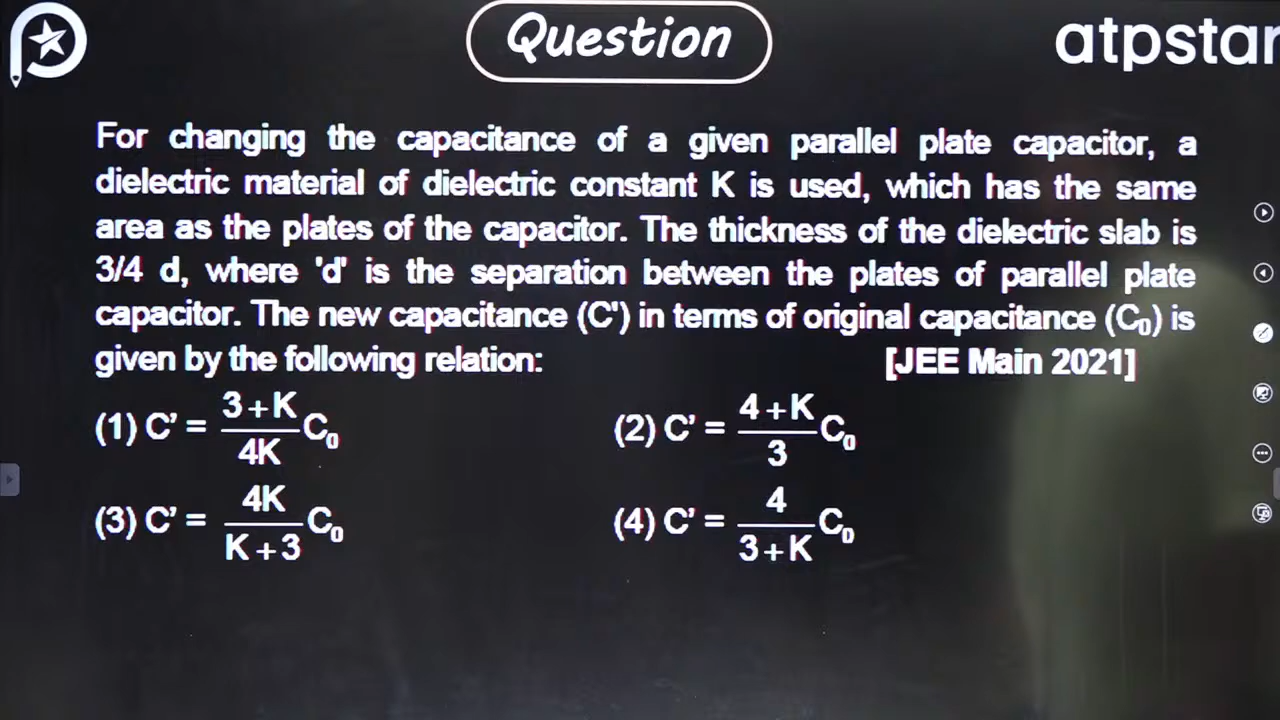 Question
atpstar
For changing the capacitance of a given parallel plate capacitor, a
dielectric material of dielectric constant K is used, which has the same
area as the plates of the capacitor. The thickness of the dielectric slab is
3/4 d, where 'd' is the separation between the plates of parallel plate
capacitor. The new capacitance (C') in terms of original capacitance (C₀) is
given by the following relation: [JEE Main 2021]
(1) C' = 3+K/4K C₀ (2) C' = 4+K/3 C₀
(3) C' = 4K/K+3 C₀ (4) C' = 4/3+K C₀